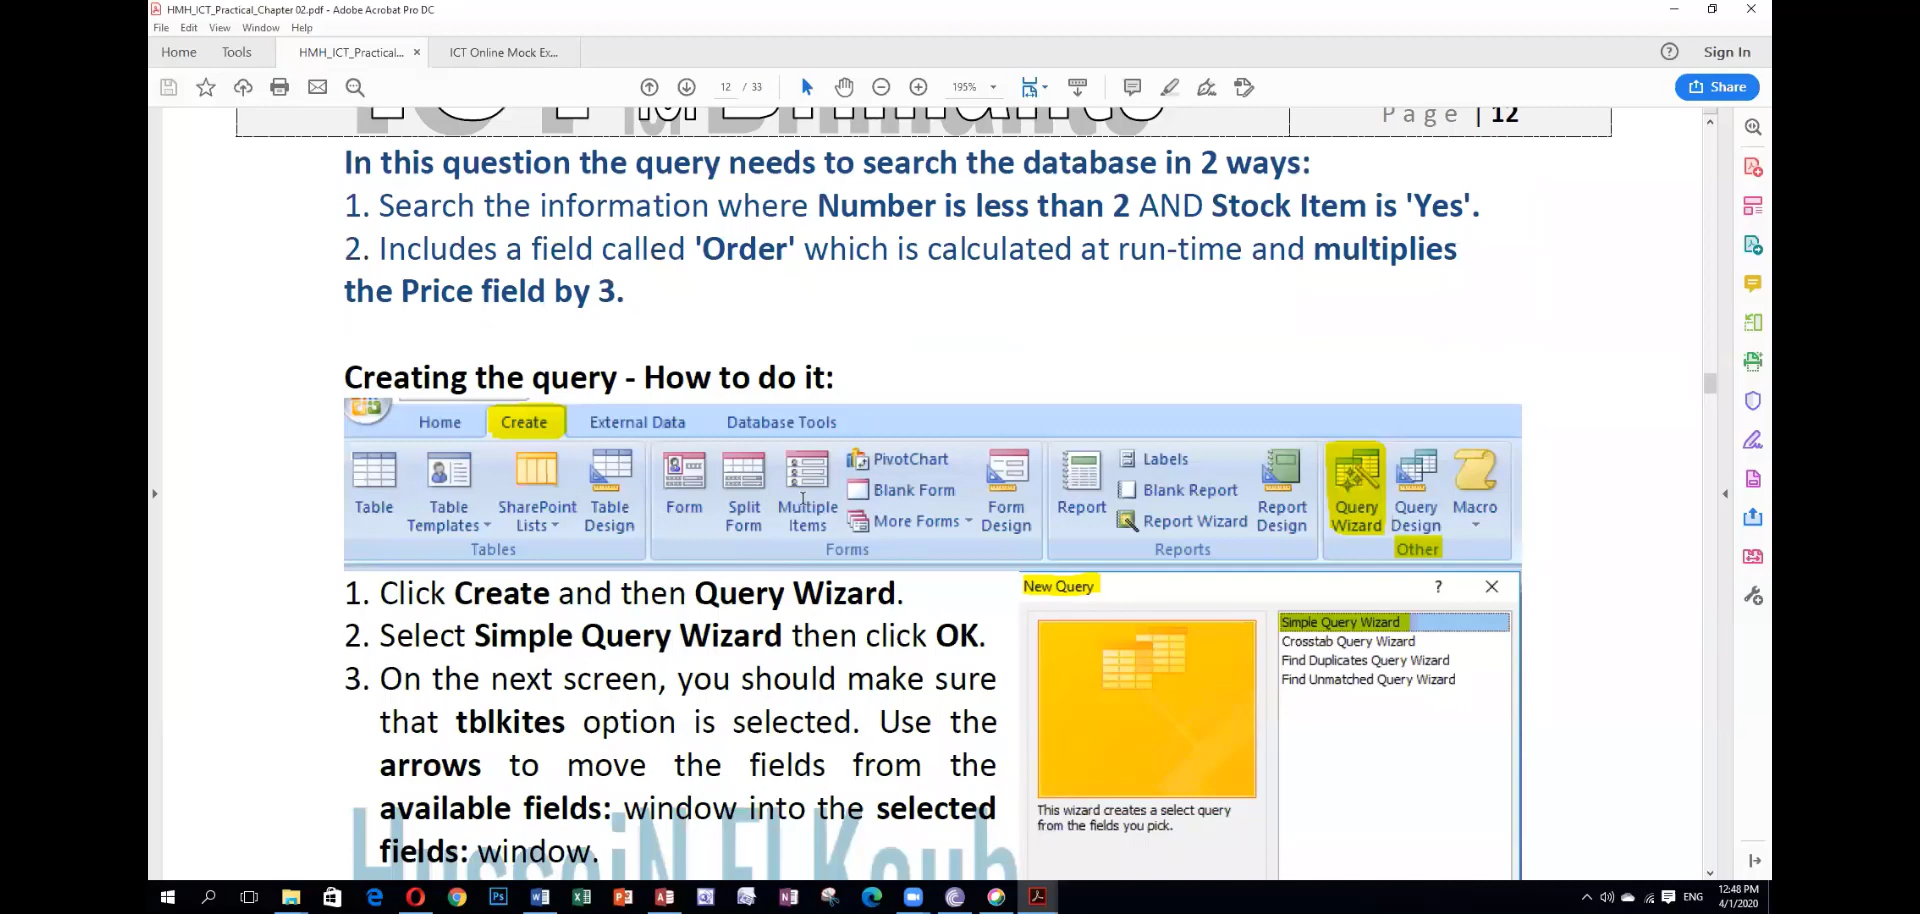 HMH_ICT_Practical_Chapter 02.pdf - Adobe Acrobat Pro DC
File Edit View Window Help
Home Tools HMH_ICT_Practical... × ICT Online Mock Ex... Sign In
12 / 33 195% Share
Page | 12
In this question the query needs to search the database in 2 ways:
1. Search the information where Number is less than 2 AND Stock Item is 'Yes'.
2. Includes a field called 'Order' which is calculated at run-time and multiplies
the Price field by 3.
Creating the query - How to do it:
Home Create External Data Database Tools
Table
Table Templates
SharePoint Lists
Table Design
Tables
Form
Split Form
Multiple Items
PivotChart
Blank Form
More Forms
Form Design
Forms
Report
Labels
Blank Report
Report Wizard
Report Design
Reports
Query Wizard
Query Design
Macro
Other
1. Click Create and then Query Wizard.
2. Select Simple Query Wizard then click OK.
3. On the next screen, you should make sure
that tblkites option is selected. Use the
arrows to move the fields from the
available fields: window into the selected
fields: window.
New Query ?
Simple Query Wizard
Crosstab Query Wizard
Find Duplicates Query Wizard
Find Unmatched Query Wizard
This wizard creates a select query
from the fields you pick.
ENG
12:48 PM
4/1/2020